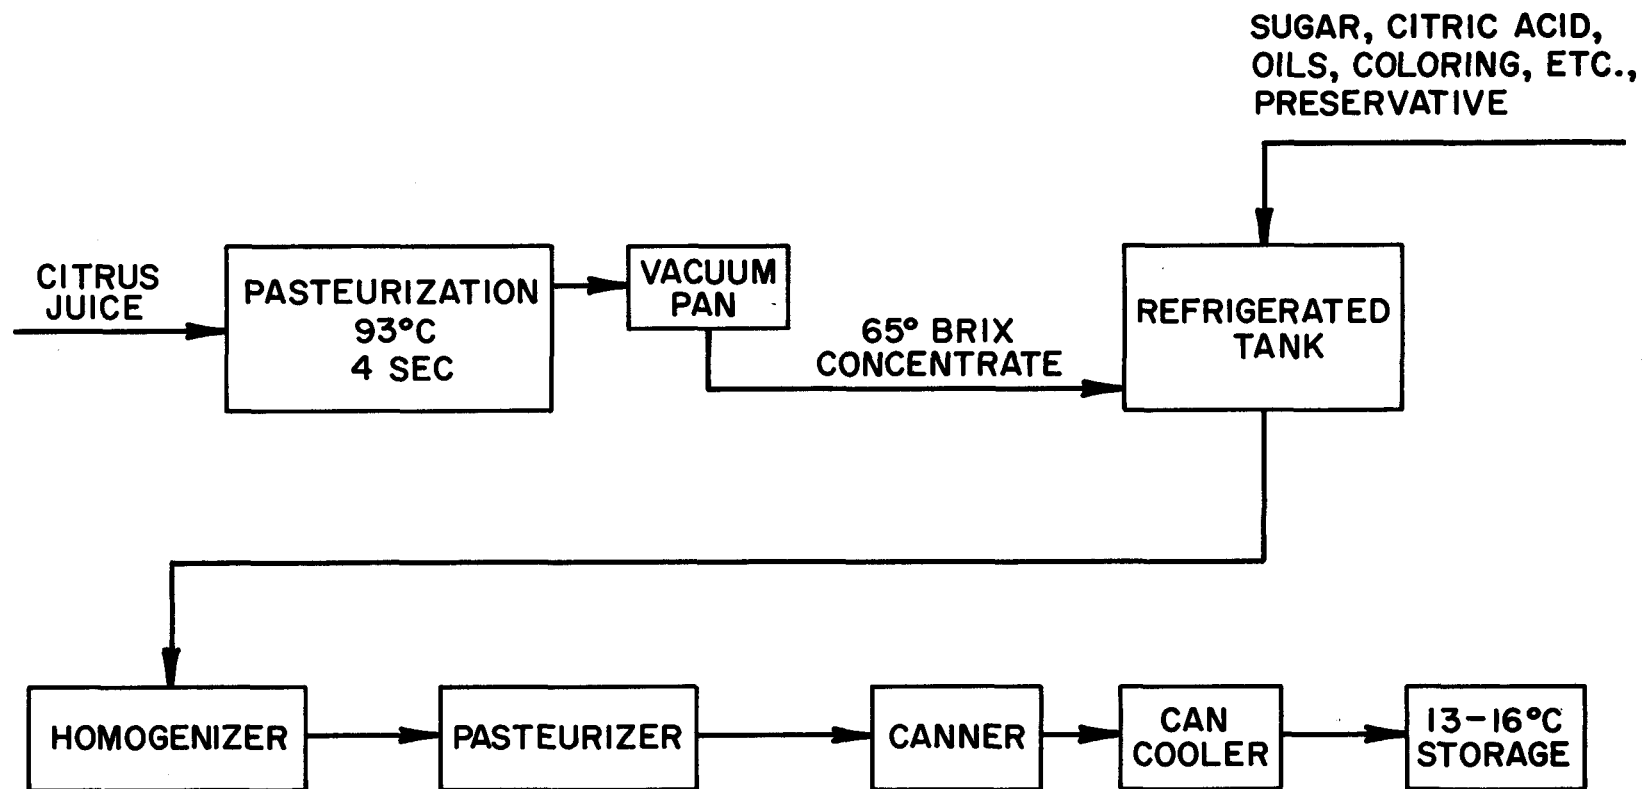 SUGAR, CITRIC ACID,
OILS, COLORING, ETC.,
PRESERVATIVE
CITRUS
JUICE
PASTEURIZATION
93°C
4 SEC
VACUUM
PAN
65° BRIX
CONCENTRATE
REFRIGERATED
TANK
HOMOGENIZER
PASTEURIZER
CANNER
CAN
COOLER
13-16°C
STORAGE